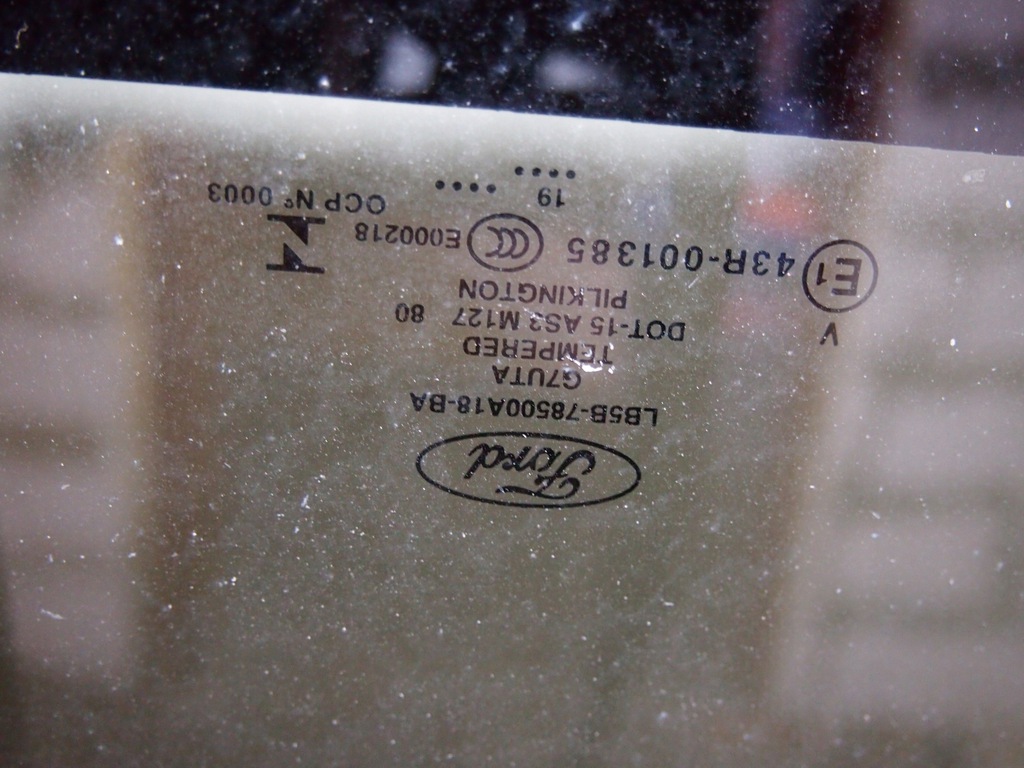 Ford
LB5B-78500A18-BA
G7UTA
TEMPERED
DOT-15 AS3 M127 80
PILKINGTON
V
E1 43R-001385 CCC E000218
19
OCP Nº 0003